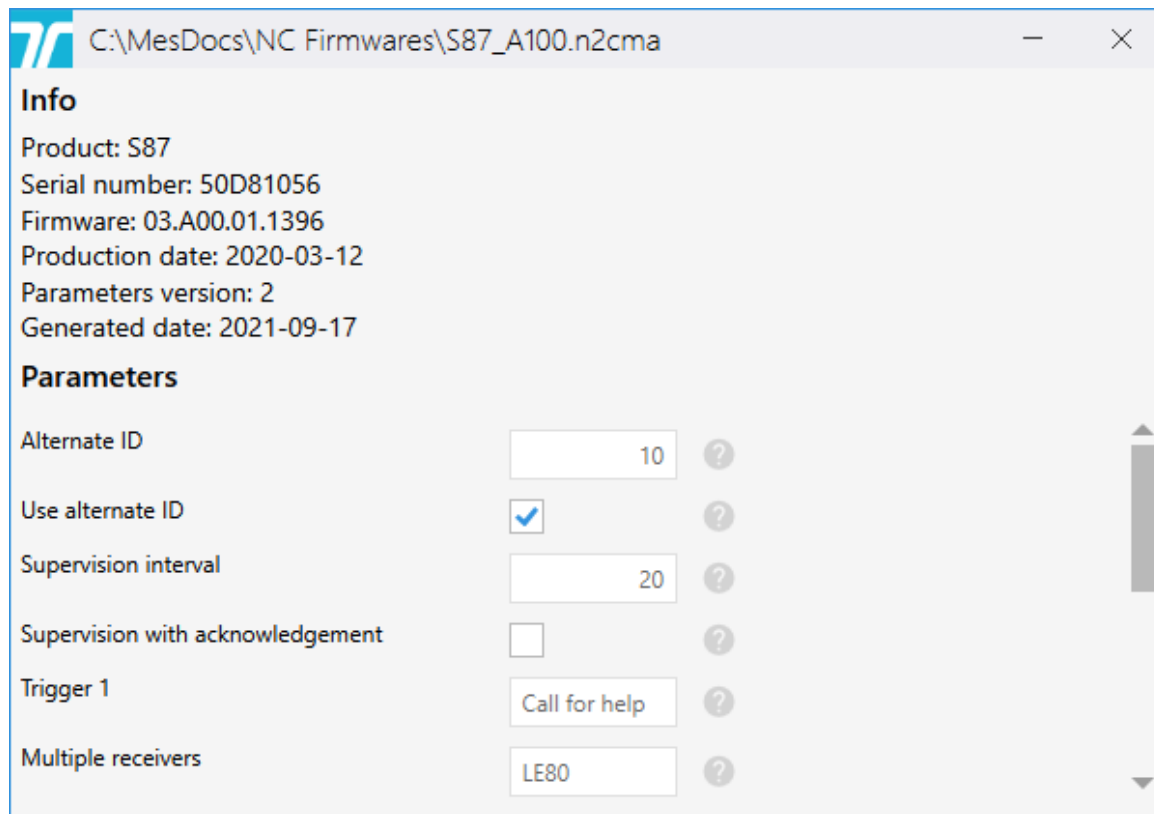 C:\MesDocs\NC Firmwares\S87_A100.n2cma
Info
Product: S87
Serial number: 50D81056
Firmware: 03.A00.01.1396
Production date: 2020-03-12
Parameters version: 2
Generated date: 2021-09-17
Parameters
Alternate ID 10 ?
Use alternate ID ?
Supervision interval 20 ?
Supervision with acknowledgement ?
Trigger 1 Call for help ?
Multiple receivers LE80 ?